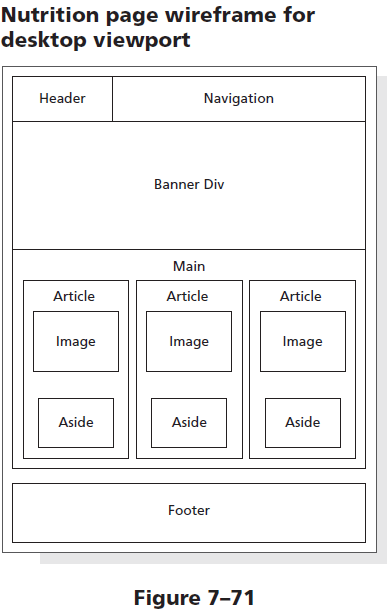 Nutrition page wireframe for
desktop viewport
Header Navigation
Banner Div
Main
Article Article Article
Image Image Image
Aside Aside Aside
Footer
Figure 7–71